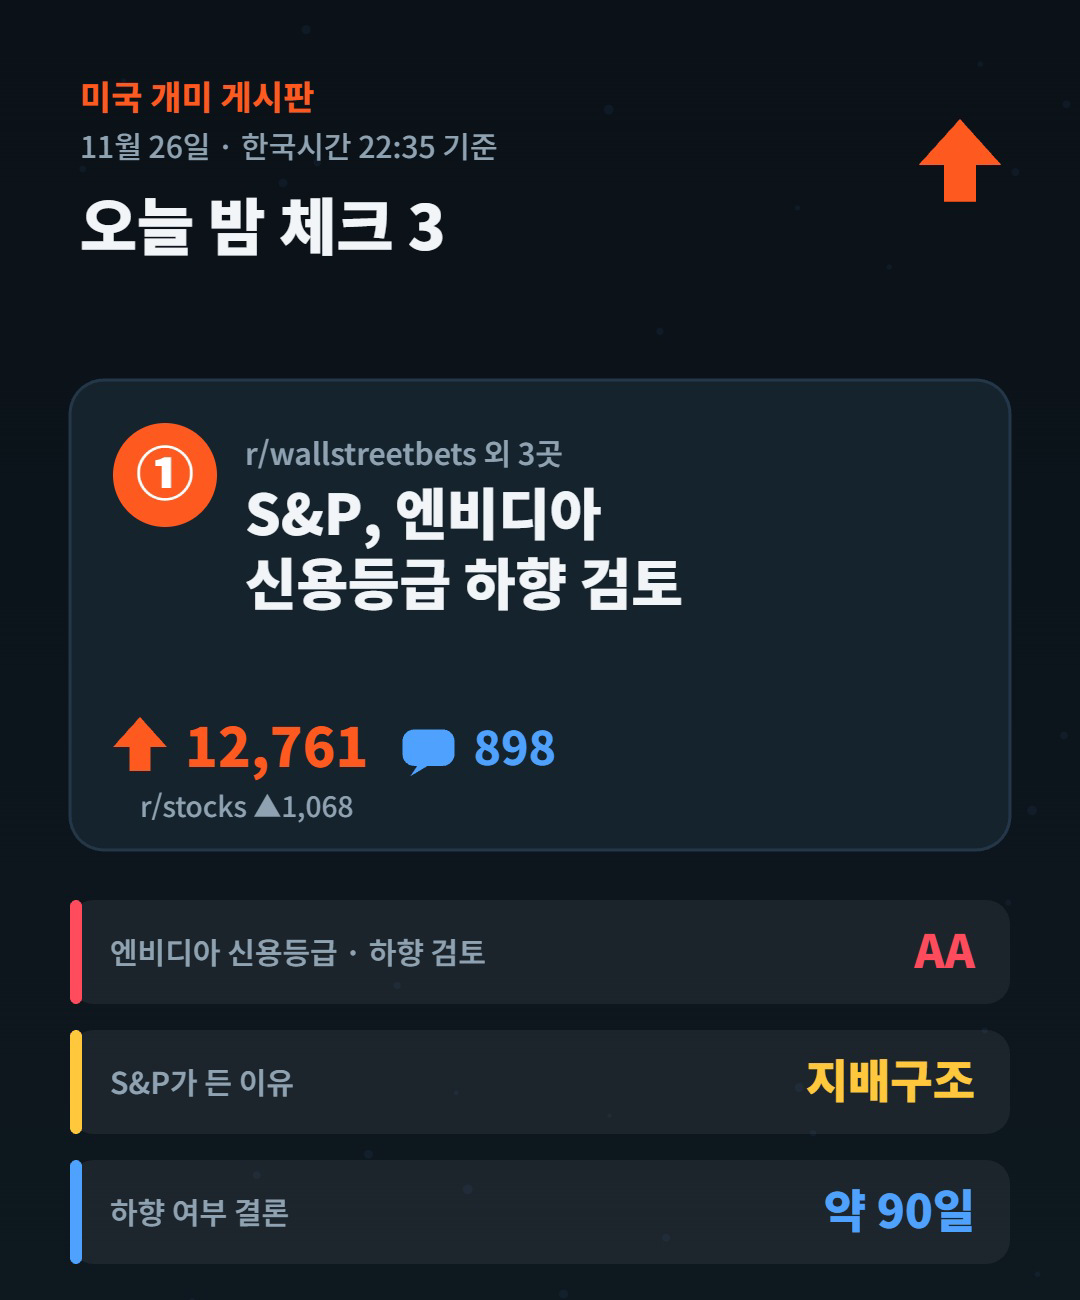 미국 개미 게시판
11월 26일 · 한국시간 22:35 기준
오늘 밤 체크 3
①
r/wallstreetbets 외 3곳
S&P, 엔비디아
신용등급 하향 검토
12,761
898
r/stocks ▲1,068
엔비디아 신용등급 · 하향 검토
AA
S&P가 든 이유
지배구조
하향 여부 결론
약 90일